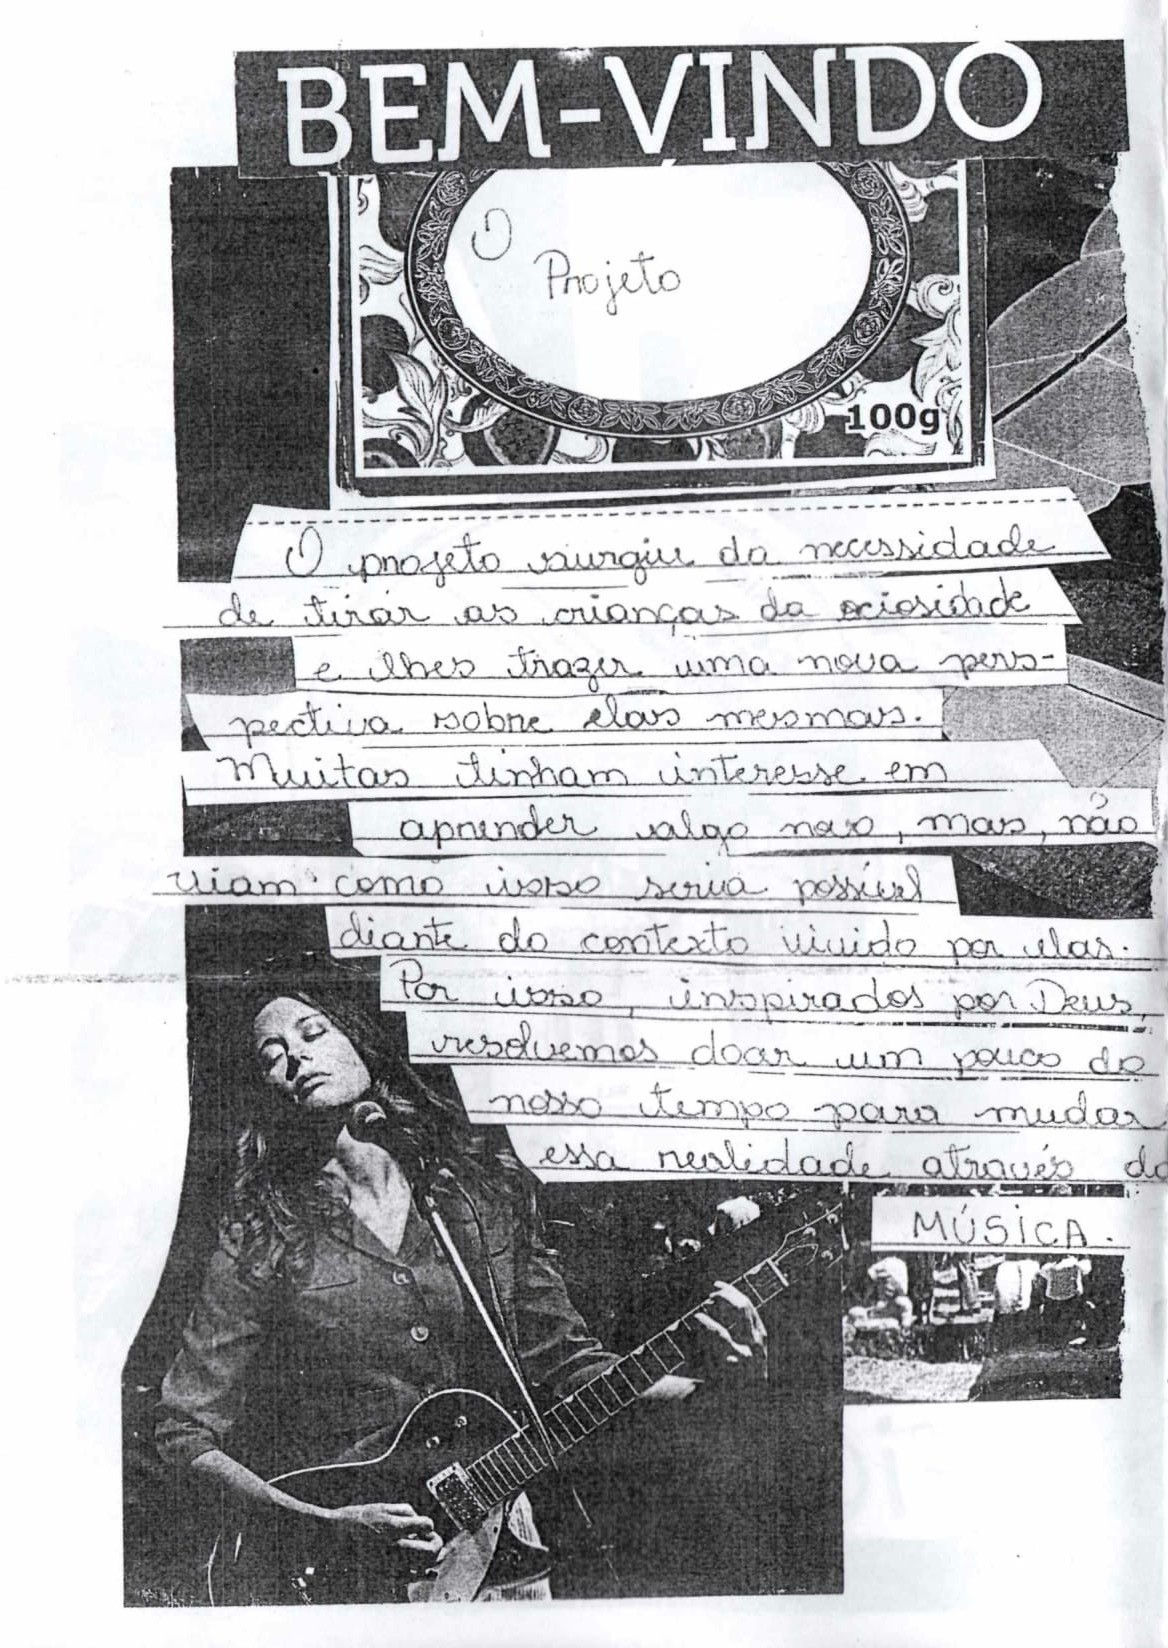 BEM-VINDO
O
Projeto
100g
O projeto surgiu da necessidade
de tirar as crianças da ociosidade
e lhes trazer uma nova pers-
pectiva sobre elas mesmas.
Muitas tinham interesse em
aprender algo novo, mas, não
viam como isso seria possível
diante do contexto vivido por elas.
Por isso, inspirados por Deus,
resolvemos doar um pouco do
nosso tempo para mudar
essa realidade através da
MÚSICA.